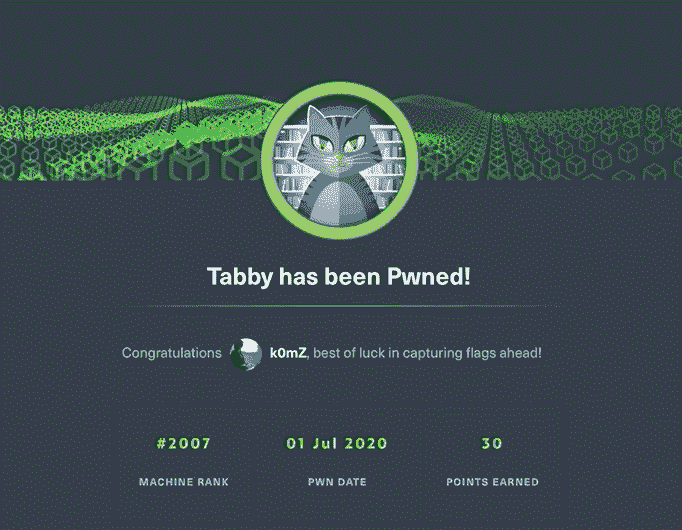 Tabby has been Pwned!
Congratulations k0mZ, best of luck in capturing flags ahead!
#2007 01 Jul 2020 30
MACHINE RANK PWN DATE POINTS EARNED